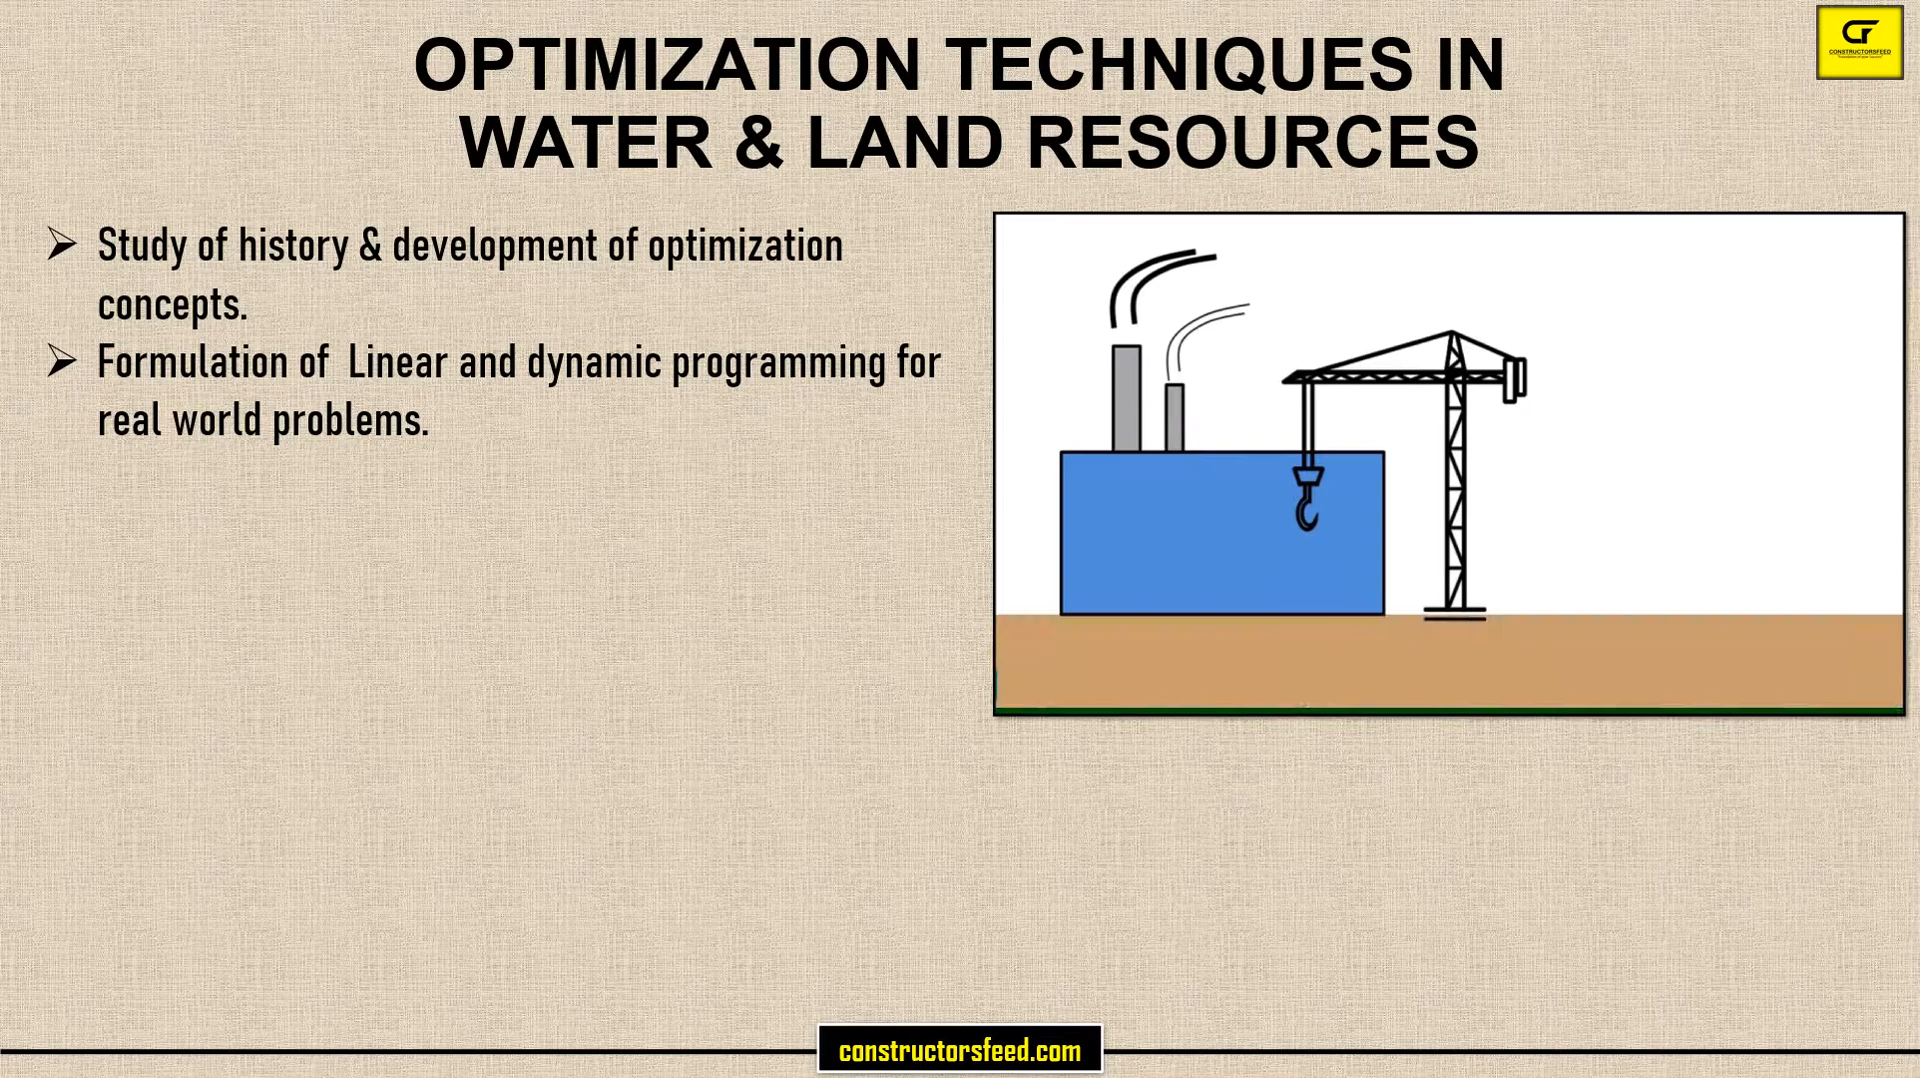 OPTIMIZATION TECHNIQUES IN
WATER & LAND RESOURCES
CONSTRUCTORSFEED
Study of history & development of optimization
concepts.
Formulation of Linear and dynamic programming for
real world problems.
constructorsfeed.com